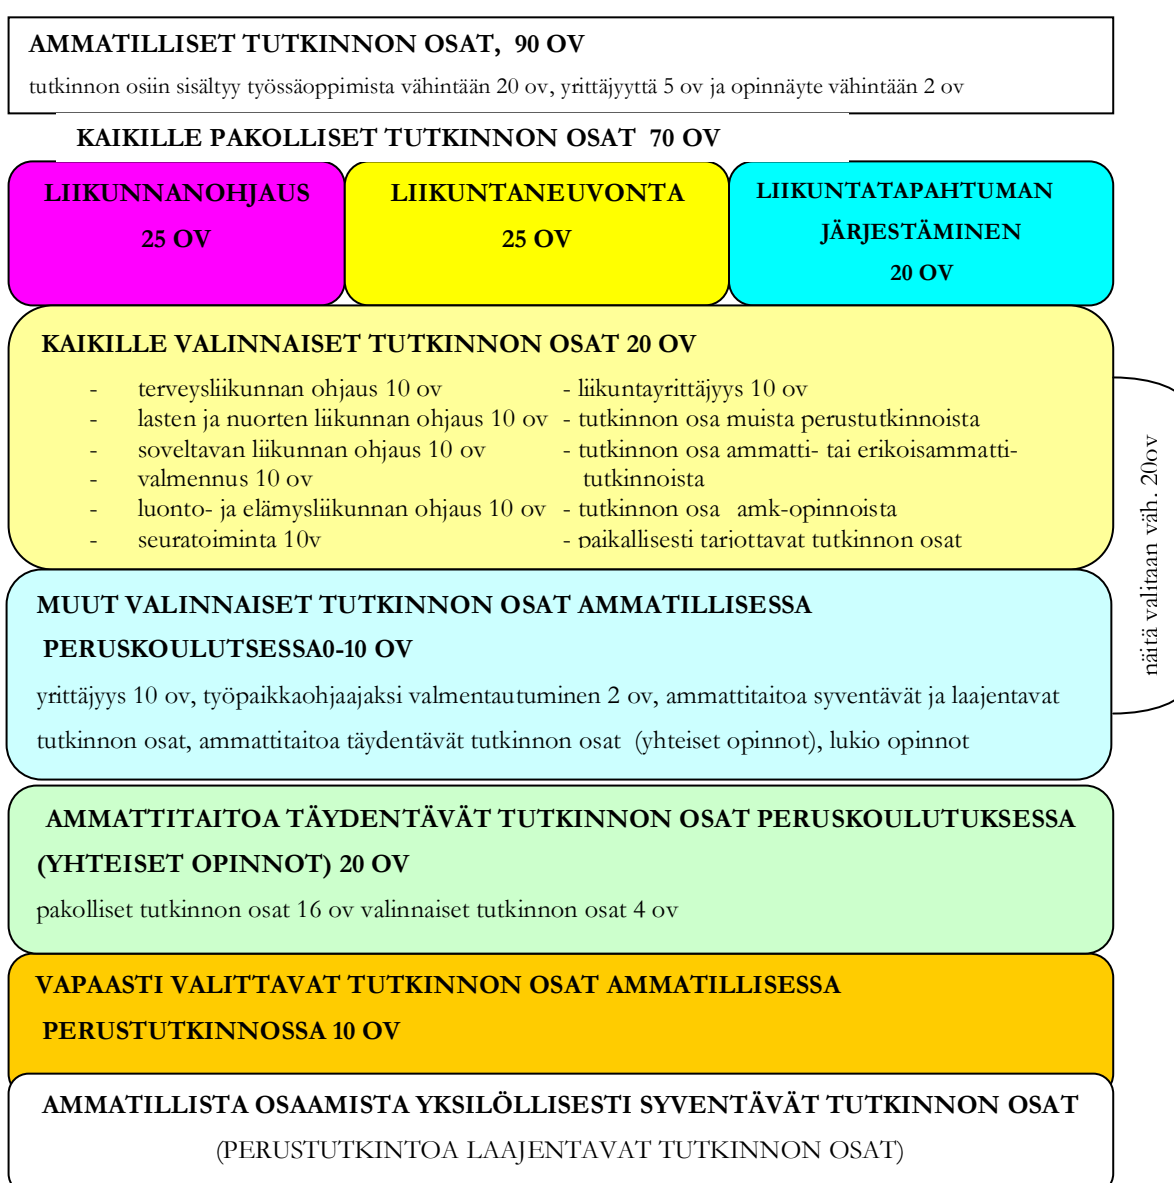 AMMATILLISET TUTKINNON OSAT, 90 OV
tutkinnon osiin sisältyy työssäoppimista vähintään 20 ov, yrittäjyyttä 5 ov ja opinnäyte vähintään 2 ov
KAIKILLE PAKOLLISET TUTKINNON OSAT 70 OV
LIIKUNNANOHJAUS
25 OV
LIIKUNTANEUVONTA
25 OV
LIIKUNTATAPAHTUMAN
JÄRJESTÄMINEN
20 OV
KAIKILLE VALINNAISET TUTKINNON OSAT 20 OV
- terveysliikunnan ohjaus 10 ov
- lasten ja nuorten liikunnan ohjaus 10 ov
- soveltavan liikunnan ohjaus 10 ov
- valmennus 10 ov
- luonto- ja elämysliikunnan ohjaus 10 ov
- seuratoiminta 10v
- liikuntayrittäjyys 10 ov
- tutkinnon osa muista perustutkinnoista
- tutkinnon osa ammatti- tai erikoisammatti-
tutkinnoista
- tutkinnon osa amk-opinnoista
- paikallisesti tarjottavat tutkinnon osat
näitä valitaan väh. 20ov
MUUT VALINNAISET TUTKINNON OSAT AMMATILLISESSA
PERUSKOULUTSESSA0-10 OV
yrittäjyys 10 ov, työpaikkaohjaajaksi valmentautuminen 2 ov, ammattitaitoa syventävät ja laajentavat
tutkinnon osat, ammattitaitoa täydentävät tutkinnon osat (yhteiset opinnot), lukio opinnot
AMMATTITAITOA TÄYDENTÄVÄT TUTKINNON OSAT PERUSKOULUTUKSESSA
(YHTEISET OPINNOT) 20 OV
pakolliset tutkinnon osat 16 ov valinnaiset tutkinnon osat 4 ov
VAPAASTI VALITTAVAT TUTKINNON OSAT AMMATILLISESSA
PERUSTUTKINNOSSA 10 OV
AMMATILLISTA OSAAMISTA YKSILÖLLISESTI SYVENTÄVÄT TUTKINNON OSAT
(PERUSTUTKINTOA LAAJENTAVAT TUTKINNON OSAT)